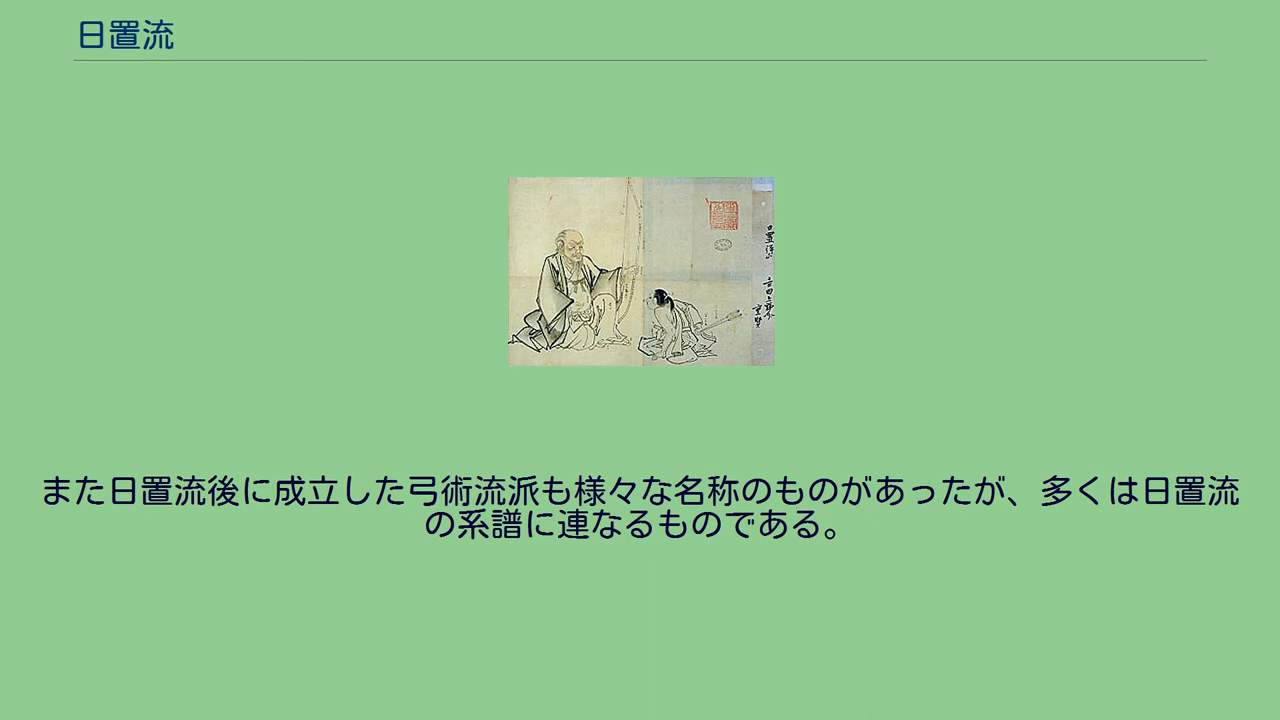 日置流
また日置流後に成立した弓術流派も様々な名称のものがあったが、多くは日置流
の系譜に連なるものである。